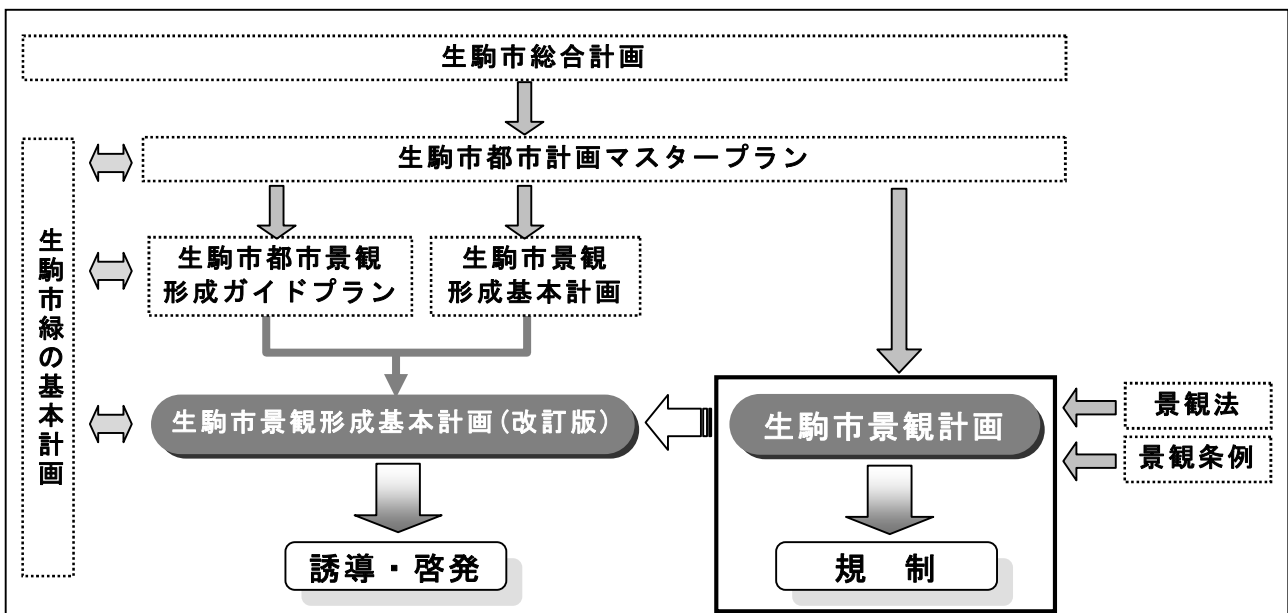 生駒市総合計画
生駒市都市計画マスタープラン
生駒市緑の基本計画
生駒市都市景観
形成ガイドプラン
生駒市景観
形成基本計画
生駒市景観形成基本計画(改訂版)
生駒市景観計画
景観法
景観条例
誘導・啓発
規 制